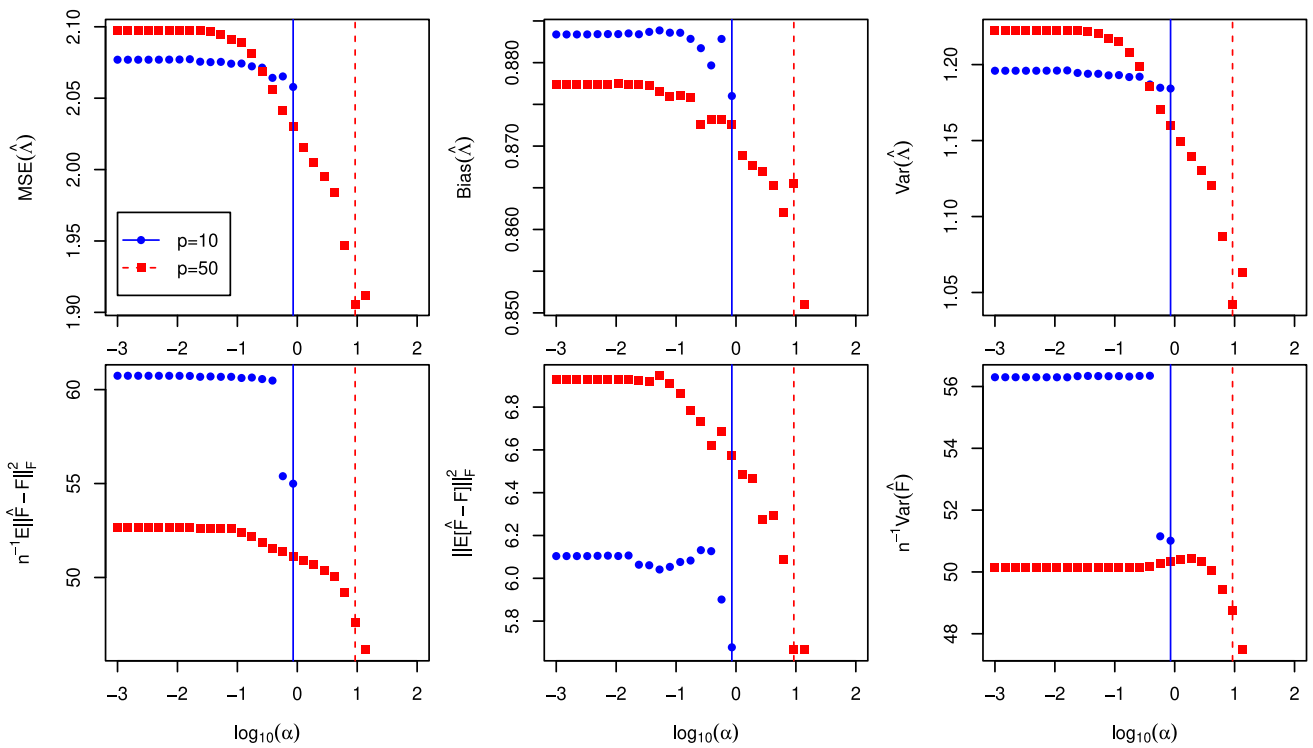 MSE(Λ̂)
2.10
2.05
2.00
1.95
1.90
p=10
p=50
−3 −2 −1 0 1 2
Bias(Λ̂)
0.880
0.870
0.860
0.850
−3 −2 −1 0 1 2
Var(Λ̂)
1.20
1.15
1.10
1.05
−3 −2 −1 0 1 2
n⁻¹E||F̂−F||²_F
60
55
50
−3 −2 −1 0 1 2
log₁₀(α)
||E[F̂−F]||²_F
6.8
6.6
6.4
6.2
6.0
5.8
−3 −2 −1 0 1 2
log₁₀(α)
n⁻¹Var(F̂)
56
54
52
50
48
−3 −2 −1 0 1 2
log₁₀(α)